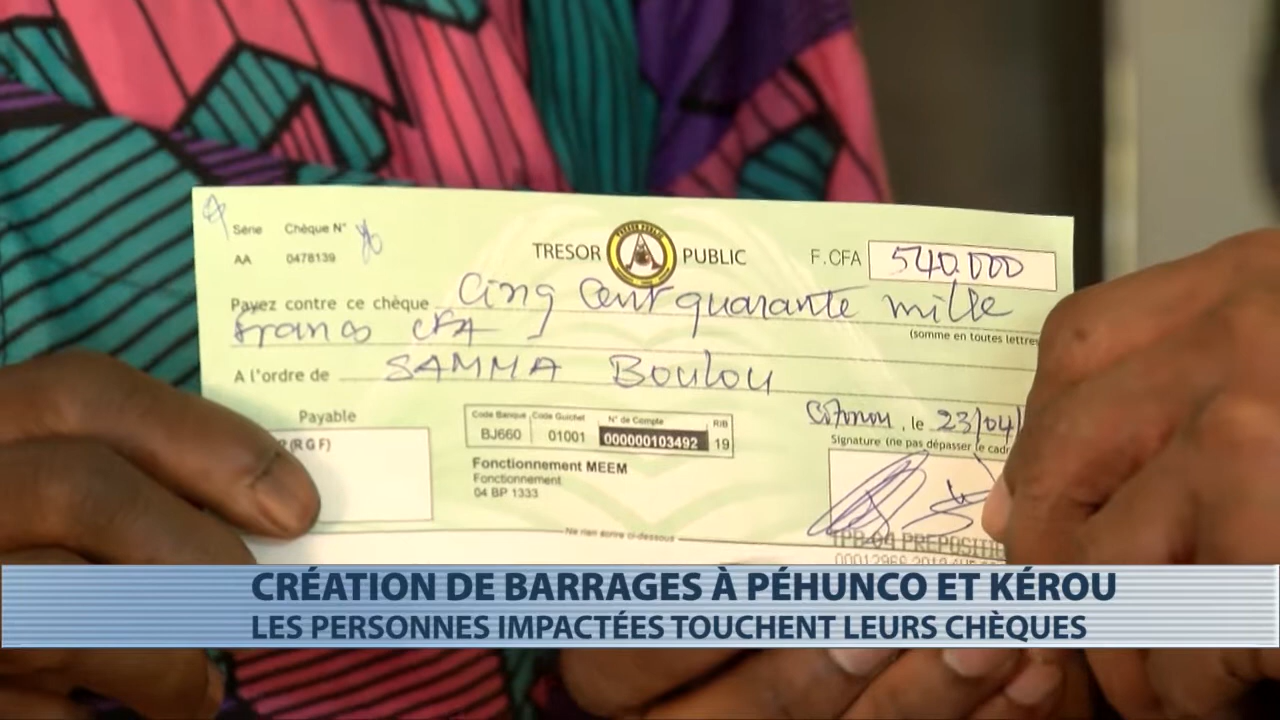 Série Chèque N°
AA 0478139
TRESOR PUBLIC
F.CFA 540.000
Payez contre ce chèque Cinq Cent quarante mille
francs CFA
(somme en toutes lettres
A l'ordre de SAMMA BOULOU
Cotonou, le 23/04/
Signature (ne pas dépasser le cadr
Payable
(RGF)
Code Banque Code Guichet N° de Compte RIB
BJ660 01001 000000103492 19
Fonctionnement MEEM
Fonctionnement
04 BP 1333
Ne rien écrire ci-dessous
CRÉATION DE BARRAGES À PÉHUNCO ET KÉROU
LES PERSONNES IMPACTÉES TOUCHENT LEURS CHÈQUES